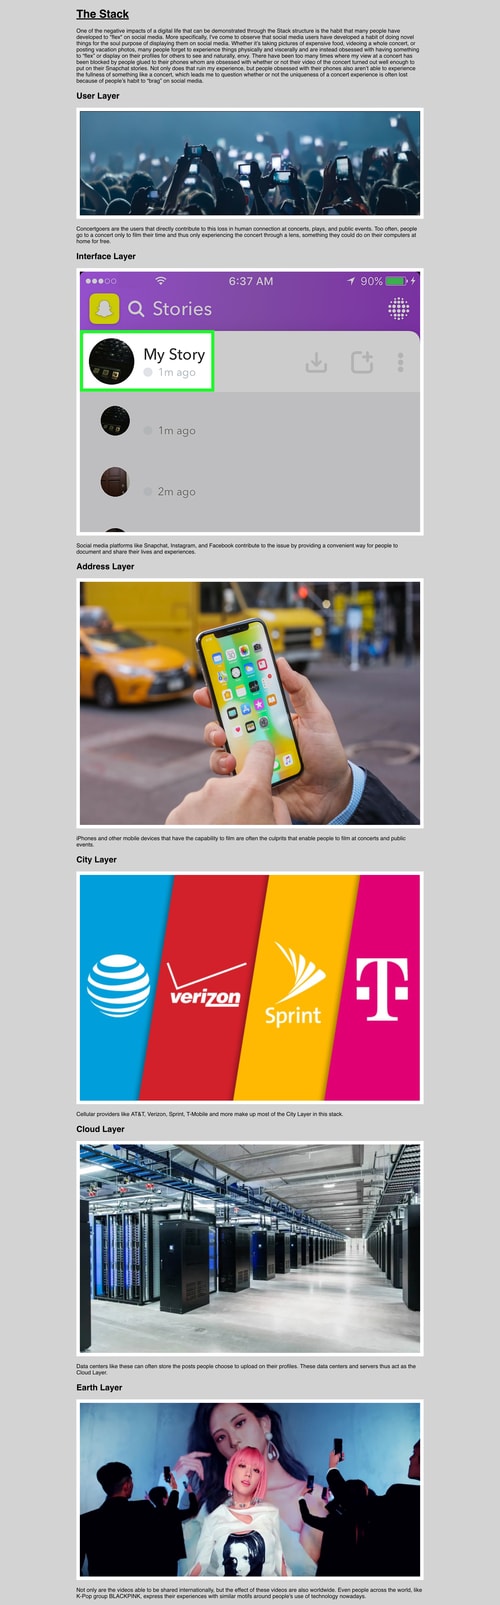 The Stack
One of the negative impacts of a digital life that can be demonstrated through the Stack structure is the habit that many people have
developed to "flex" on social media. More specifically, I've come to observe that social media users have developed a habit of doing novel
things for the soul purpose of displaying them on social media. Whether it's taking pictures of expensive food, videoing a whole concert, or
posting vacation photos, many people forget to experience things physically and viscerally and are instead obsessed with having something
to "flex" or display on their profiles for others to see and naturally, envy. There have been too many times where my view at a concert has
been blocked by people glued to their phones whom are obsessed with whether or not their video of the concert turned out well enough to
put on their Snapchat stories. Not only does that ruin my experience, but people obsessed with their phones also aren't able to experience
the fullness of something like a concert, which leads me to question whether or not the uniqueness of a concert experience is often lost
because of people's habit to "brag" on social media.
User Layer
Concertgoers are the users that directly contribute to this loss in human connection at concerts, plays, and public events. Too often, people
go to a concert only to film their time and thus only experiencing the concert through a lens, something they could do on their computers at
home for free.
Interface Layer
6:37 AM 90%
Stories
My Story
1m ago
1m ago
2m ago
Social media platforms like Snapchat, Instagram, and Facebook contribute to the issue by providing a convenient way for people to
document and share their lives and experiences.
Address Layer
iPhones and other mobile devices that have the capability to film are often the culprits that enable people to film at concerts and public
events.
City Layer
verizon
Sprint
T
Cellular providers like AT&T, Verizon, Sprint, T-Mobile and more make up most of the City Layer in this stack.
Cloud Layer
Data centers like these can often store the posts people choose to upload on their profiles. These data centers and servers thus act as the
Cloud Layer.
Earth Layer
Not only are the videos able to be shared internationally, but the effect of these videos are also worldwide. Even people across the world, like
K-Pop group BLACKPINK, express their experiences with similar motifs around people's use of technology nowadays.